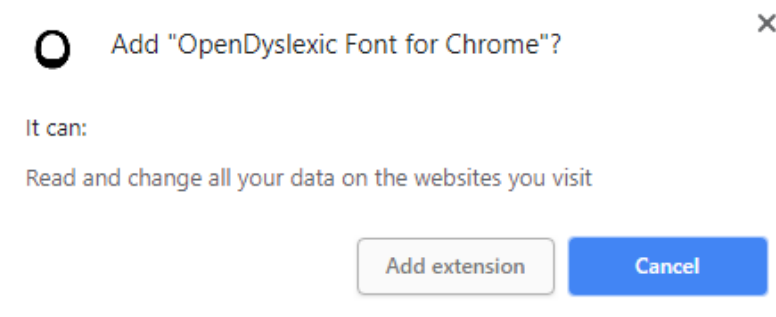 Add "OpenDyslexic Font for Chrome"?
It can:
Read and change all your data on the websites you visit
Add extension
Cancel